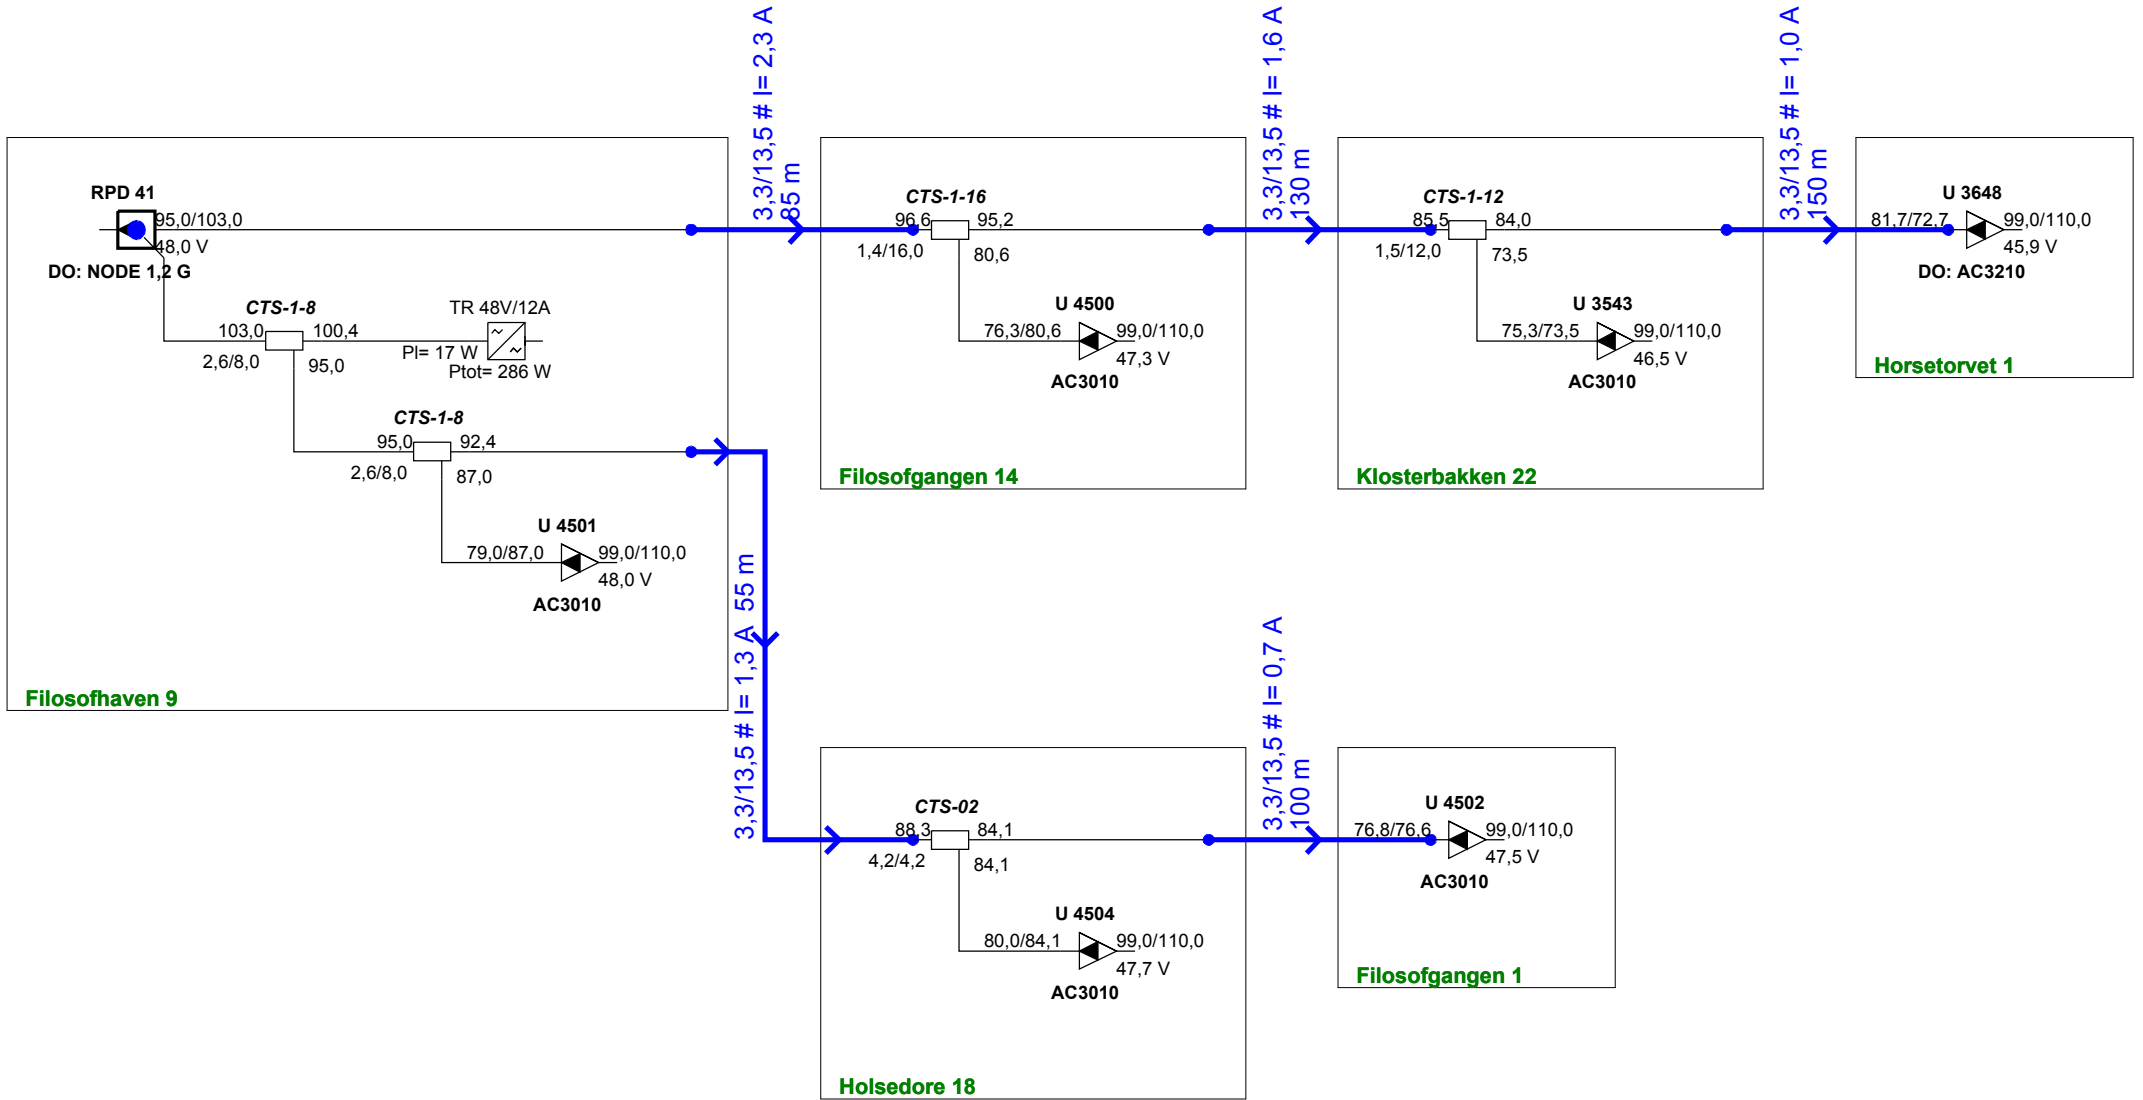 RPD 41
95,0/103,0
48,0 V
DO: NODE 1,2 G
CTS-1-8
103,0
100,4
2,6/8,0
95,0
TR 48V/12A
Pl= 17 W
Ptot= 286 W
CTS-1-8
95,0
92,4
2,6/8,0
87,0
U 4501
79,0/87,0
99,0/110,0
48,0 V
AC3010
Filosofhaven 9
3,3/13,5 # I= 2,3 A
85 m
CTS-1-16
96,6
95,2
1,4/16,0
80,6
U 4500
76,3/80,6
99,0/110,0
47,3 V
AC3010
Filosofgangen 14
3,3/13,5 # I= 1,6 A
130 m
CTS-1-12
85,5
84,0
1,5/12,0
73,5
U 3543
75,3/73,5
99,0/110,0
46,5 V
AC3010
Klosterbakken 22
3,3/13,5 # I= 1,0 A
150 m
U 3648
81,7/72,7
99,0/110,0
45,9 V
DO: AC3210
Horsetorvet 1
3,3/13,5 # I= 1,3 A 55 m
CTS-02
88,3
84,1
4,2/4,2
84,1
U 4504
80,0/84,1
99,0/110,0
47,7 V
AC3010
Holsedore 18
3,3/13,5 # I= 0,7 A
100 m
U 4502
76,8/76,6
99,0/110,0
47,5 V
AC3010
Filosofgangen 1